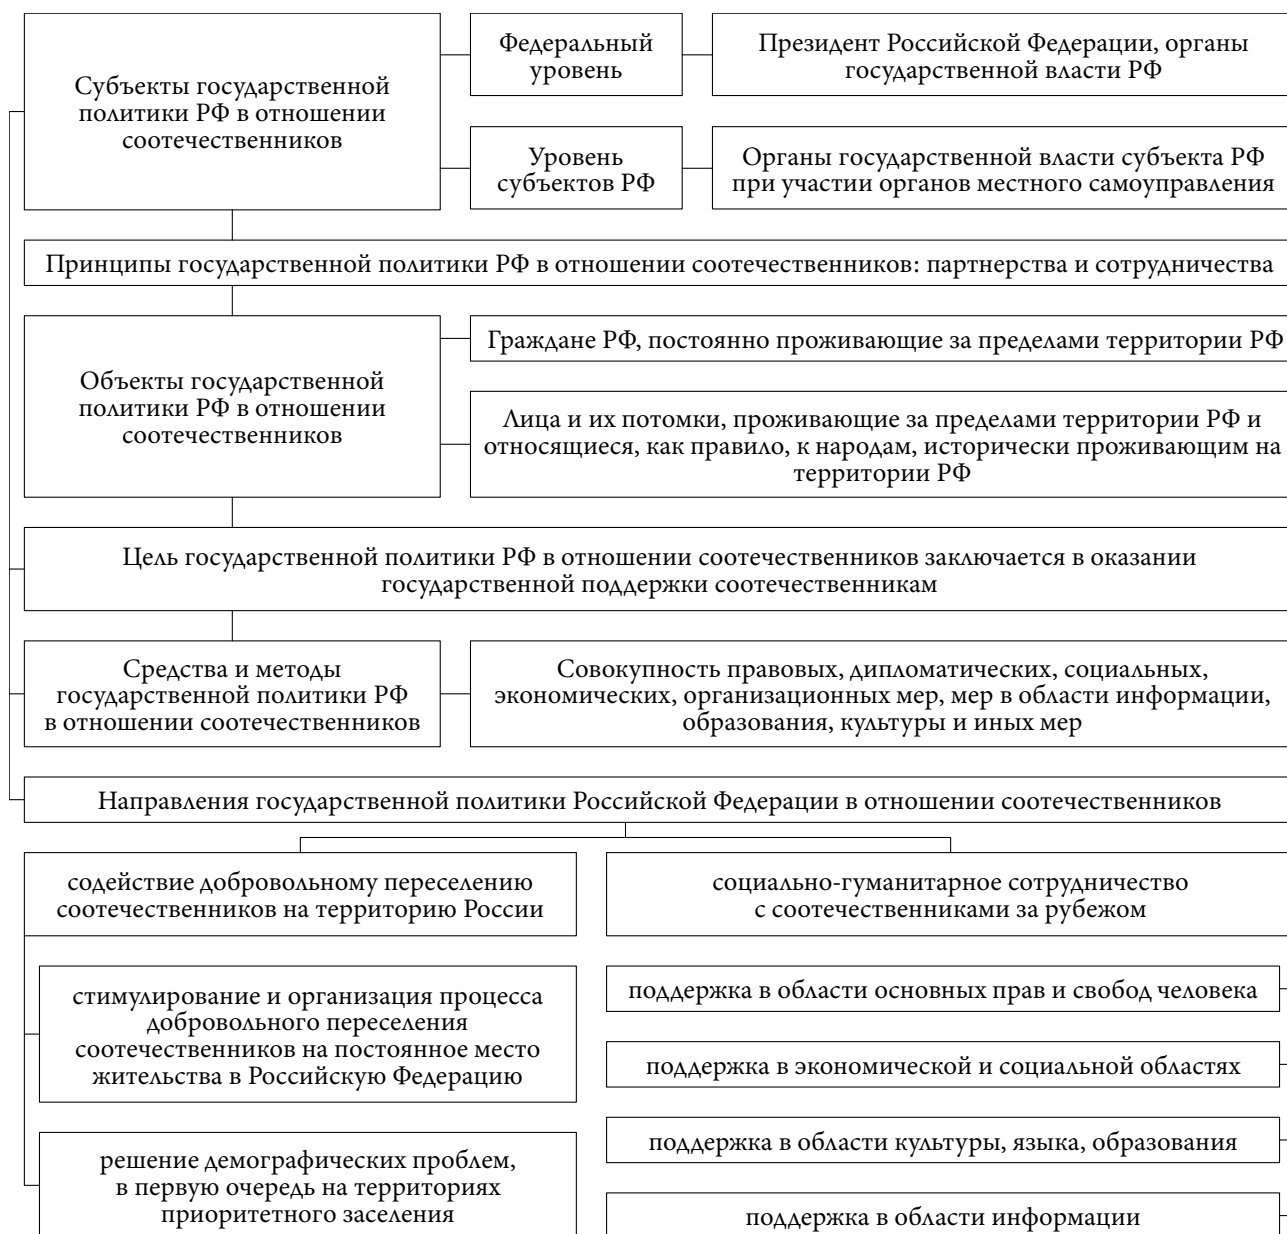 Субъекты государственной
политики РФ в отношении
соотечественников
Федеральный
уровень
Президент Российской Федерации, органы
государственной власти РФ
Уровень
субъектов РФ
Органы государственной власти субъекта РФ
при участии органов местного самоуправления
Принципы государственной политики РФ в отношении соотечественников: партнерства и сотрудничества
Объекты государственной
политики РФ в отношении
соотечественников
Граждане РФ, постоянно проживающие за пределами территории РФ
Лица и их потомки, проживающие за пределами территории РФ и
относящиеся, как правило, к народам, исторически проживающим на
территории РФ
Цель государственной политики РФ в отношении соотечественников заключается в оказании
государственной поддержки соотечественникам
Средства и методы
государственной политики РФ
в отношении соотечественников
Совокупность правовых, дипломатических, социальных,
экономических, организационных мер, мер в области информации,
образования, культуры и иных мер
Направления государственной политики Российской Федерации в отношении соотечественников
содействие добровольному переселению
соотечественников на территорию России
стимулирование и организация процесса
добровольного переселения
соотечественников на постоянное место
жительства в Российскую Федерацию
решение демографических проблем,
в первую очередь на территориях
приоритетного заселения
социально-гуманитарное сотрудничество
с соотечественниками за рубежом
поддержка в области основных прав и свобод человека
поддержка в экономической и социальной областях
поддержка в области культуры, языка, образования
поддержка в области информации